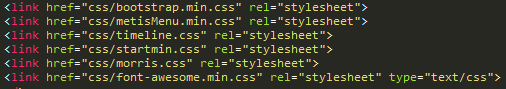 <link href="css/bootstrap.min.css" rel="stylesheet">
<link href="css/metisMenu.min.css" rel="stylesheet">
<link href="css/timeline.css" rel="stylesheet">
<link href="css/startmin.css" rel="stylesheet">
<link href="css/morris.css" rel="stylesheet">
<link href="css/font-awesome.min.css" rel="stylesheet" type="text/css">